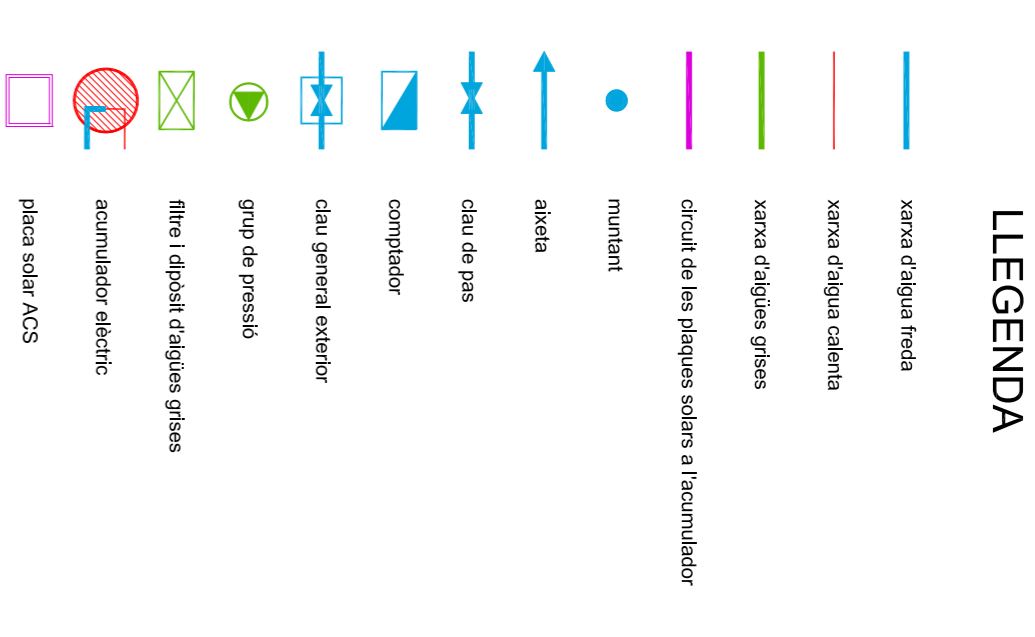 LLEGENDA
xarxa d'aigua freda
xarxa d'aigua calenta
xarxa d'aigües grises
circuit de les plaques solars a l'acumulador
muntant
aixeta
clau de pas
comptador
clau general exterior
grup de pressió
filtre i dipòsit d'aigües grises
acumulador elèctric
placa solar ACS